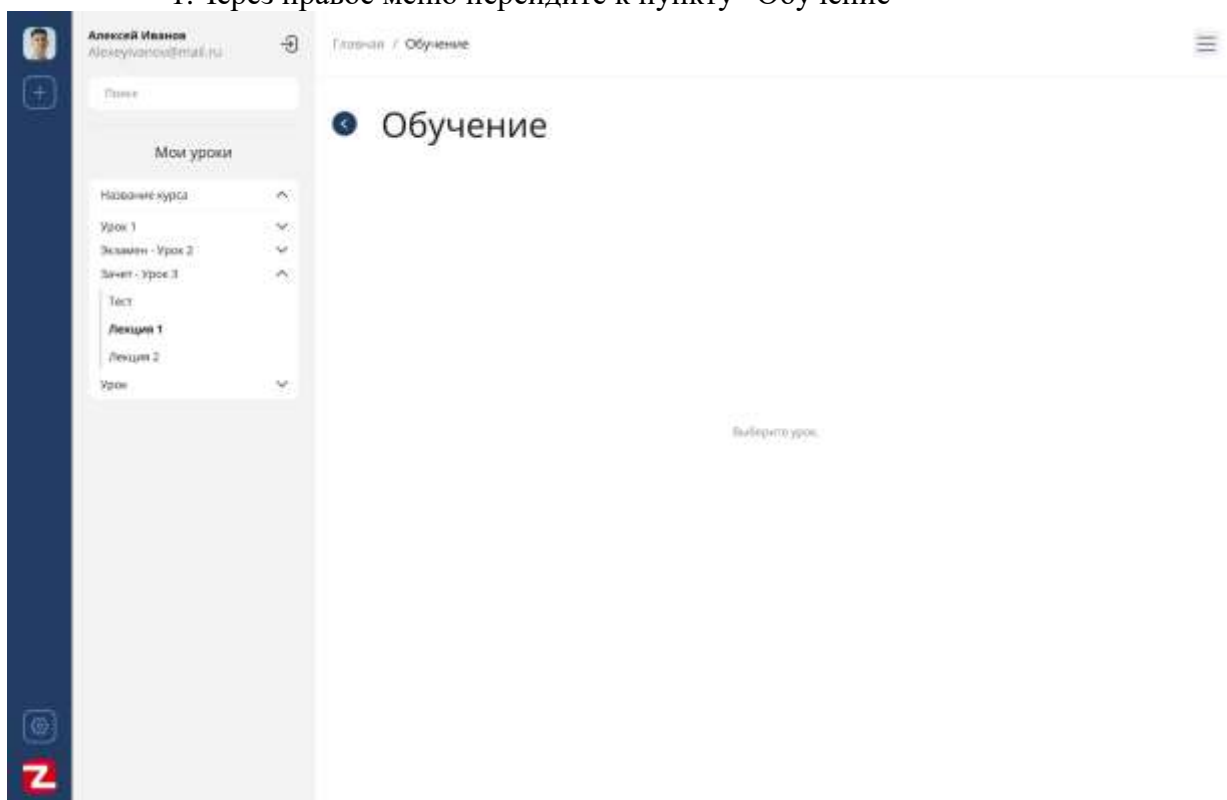 1. Через правое меню перейдите к пункту "Обучение"
Алексей Иванов
Alexeyivanov@mail.ru
Поиск
Мои уроки
Название курса
Урок 1
Экзамен - Урок 2
Зачет - Урок 3
Тест
Лекция 1
Лекция 2
Урок
Главная / Обучение
Обучение
Выберите урок.